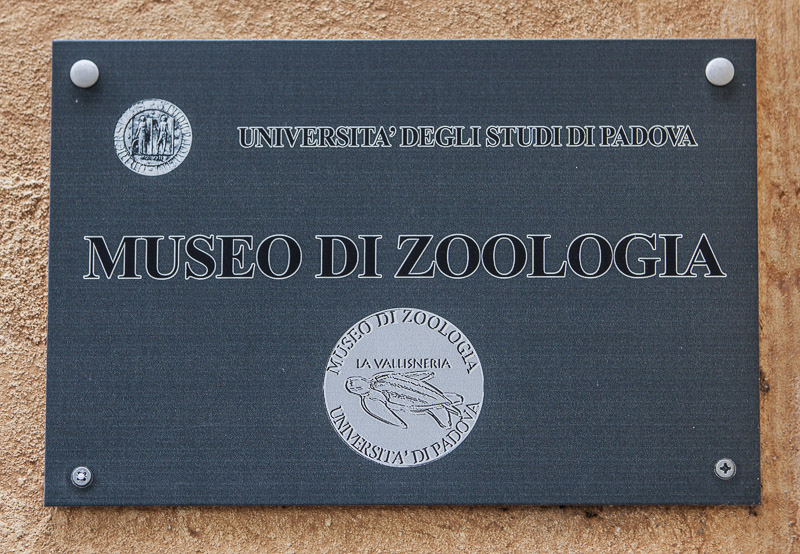 UNIVERSITA' DEGLI STUDI DI PADOVA
MUSEO DI ZOOLOGIA
MUSEO DI ZOOLOGIA
LA VALLISNERIA
UNIVERSITA' DI PADOVA